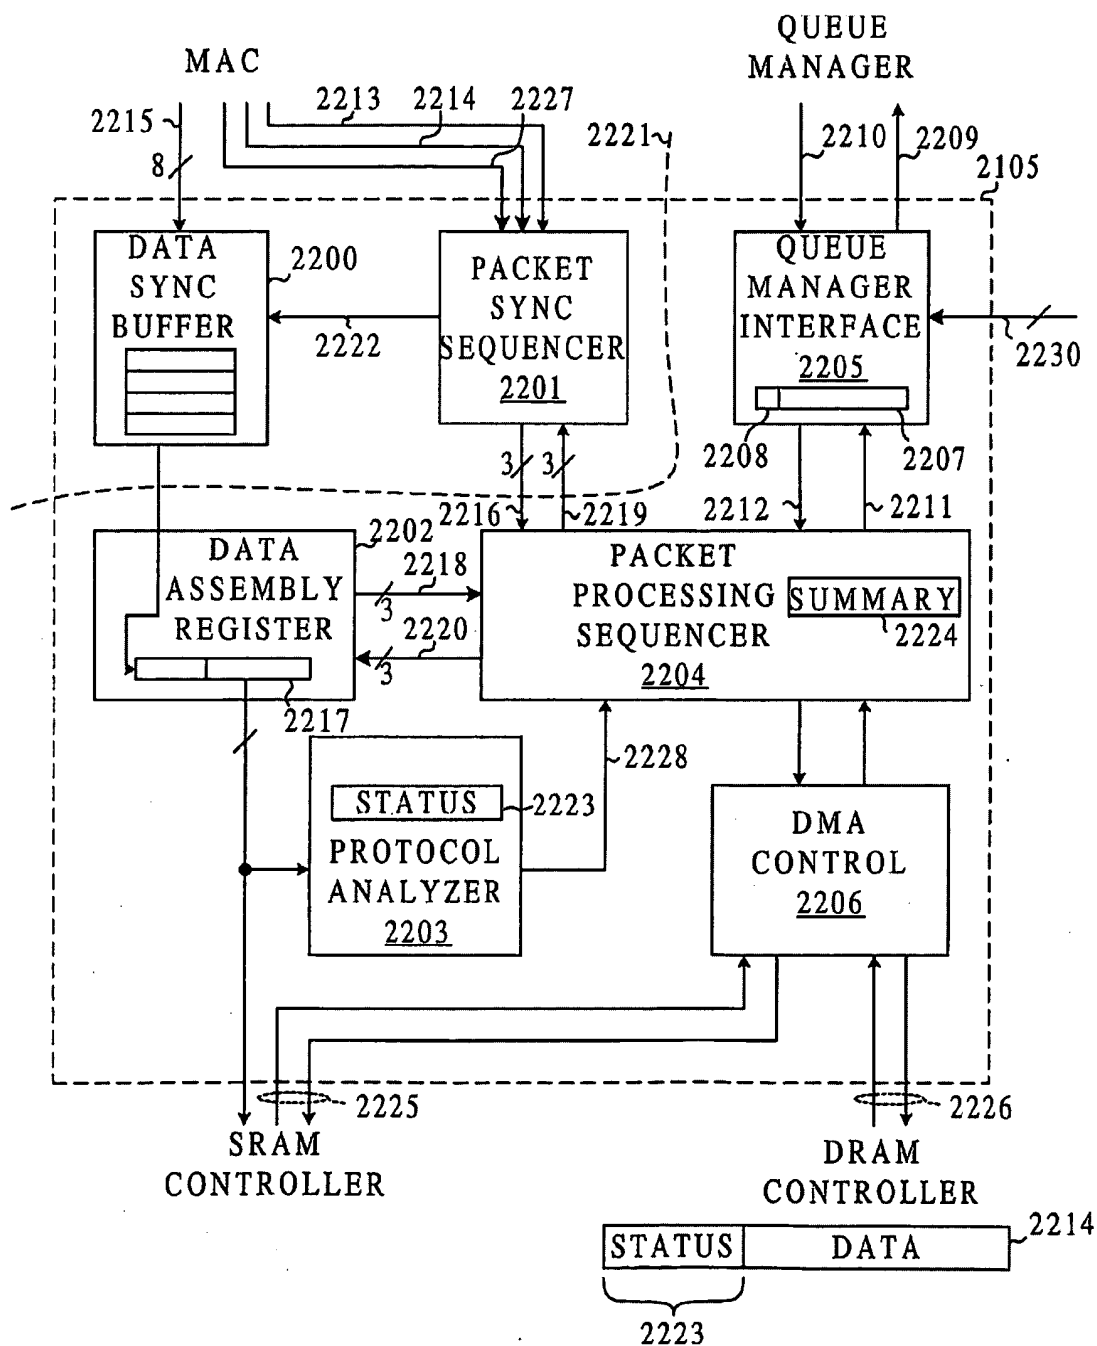 QUEUE
MANAGER
MAC
2213 2214 2227
2215
2221
2210
2209
8
2105
DATA
SYNC
BUFFER
2200
PACKET
SYNC
SEQUENCER
2201
QUEUE
MANAGER
INTERFACE
2205
2222
2230
2208
2207
3
3
2216
2219
2212
2211
2202
DATA
ASSEMBLY
REGISTER
2218
3
2220
3
PACKET
PROCESSING
SEQUENCER
2204
SUMMARY
2224
2217
2228
STATUS
2223
PROTOCOL
ANALYZER
2203
DMA
CONTROL
2206
2225
2226
SRAM
CONTROLLER
DRAM
CONTROLLER
2214
STATUS DATA
2223